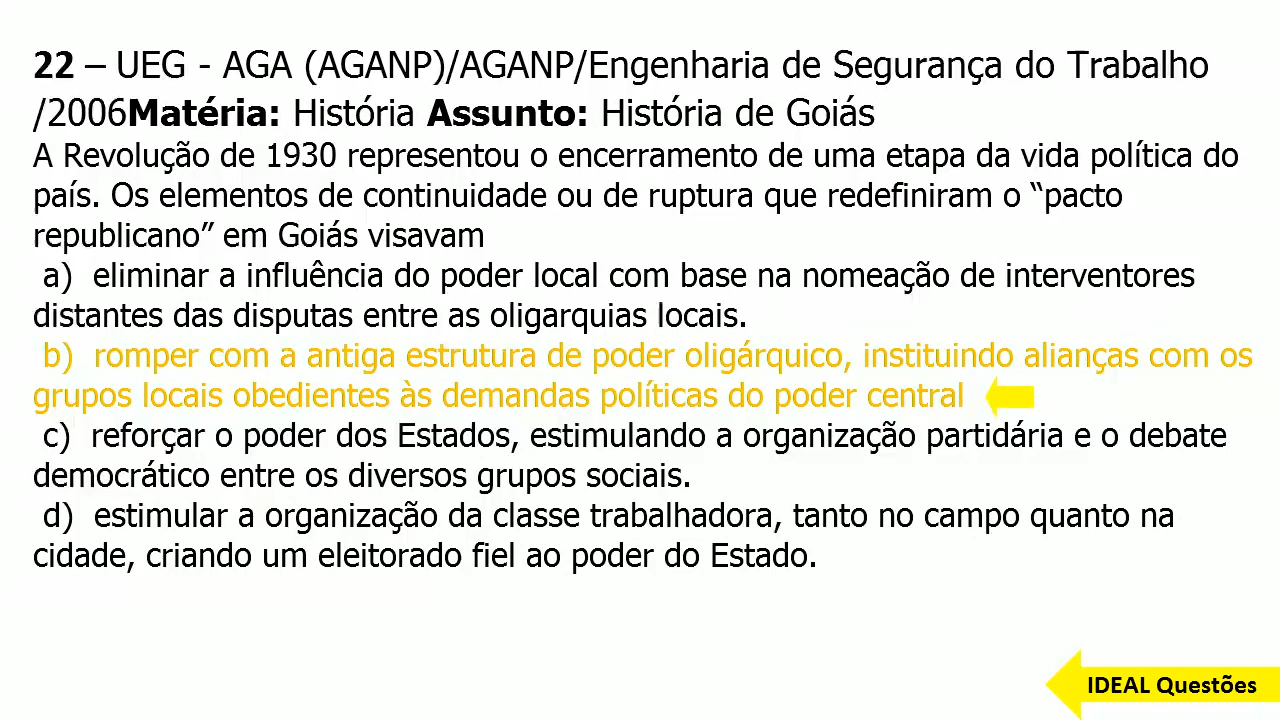 22 – UEG - AGA (AGANP)/AGANP/Engenharia de Segurança do Trabalho
/2006Matéria: História Assunto: História de Goiás
A Revolução de 1930 representou o encerramento de uma etapa da vida política do
país. Os elementos de continuidade ou de ruptura que redefiniram o “pacto
republicano” em Goiás visavam
a) eliminar a influência do poder local com base na nomeação de interventores
distantes das disputas entre as oligarquias locais.
b) romper com a antiga estrutura de poder oligárquico, instituindo alianças com os
grupos locais obedientes às demandas políticas do poder central
c) reforçar o poder dos Estados, estimulando a organização partidária e o debate
democrático entre os diversos grupos sociais.
d) estimular a organização da classe trabalhadora, tanto no campo quanto na
cidade, criando um eleitorado fiel ao poder do Estado.
IDEAL Questões